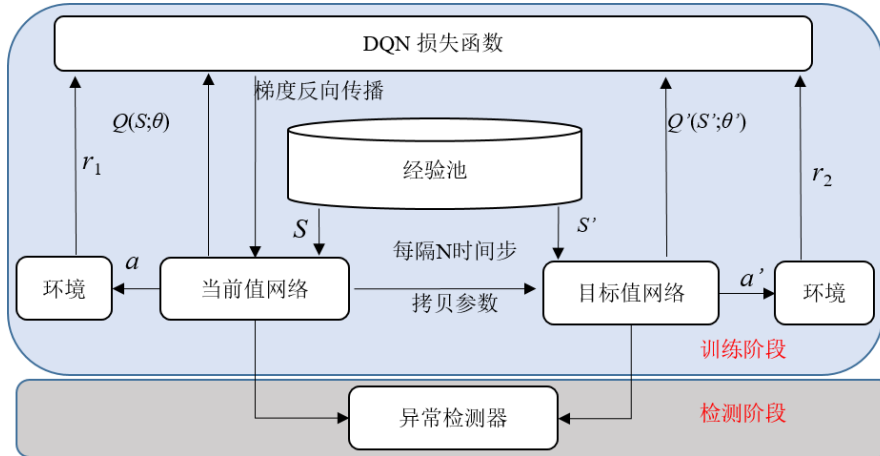 DQN 损失函数
梯度反向传播
Q(S;θ)
Q’(S’;θ’)
r1
经验池
r2
S
S’
每隔N时间步
环境
a
当前值网络
拷贝参数
目标值网络
a’
环境
训练阶段
异常检测器
检测阶段